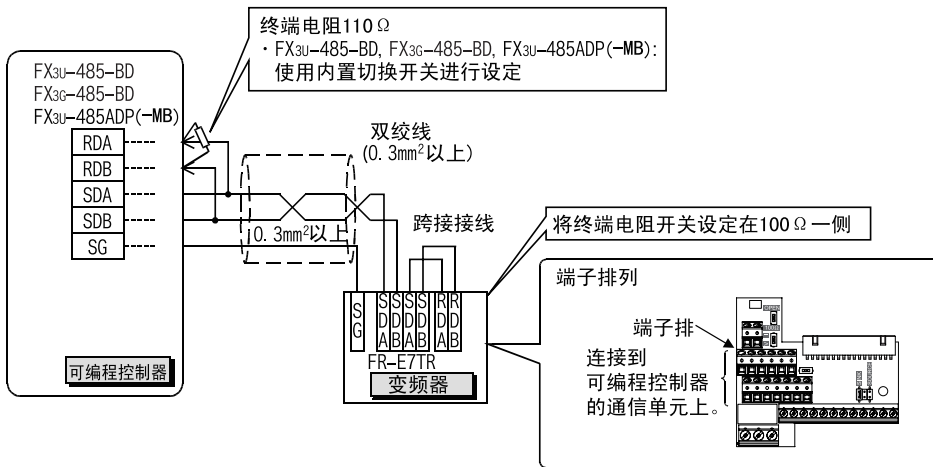 终端电阻110Ω
・FX3U-485-BD, FX3G-485-BD, FX3U-485ADP(-MB):
使用内置切换开关进行设定
FX3U-485-BD
FX3G-485-BD
FX3U-485ADP(-MB)
RDA
RDB
SDA
SDB
SG
可编程控制器
双绞线
(0.3mm²以上)
0.3mm²以上
跨接接线
将终端电阻开关设定在100Ω一侧
SG
SDA
SDB
SDA
SDB
RDA
RDB
FR-E7TR
变频器
端子排列
端子排
连接到
可编程控制器
的通信单元上。